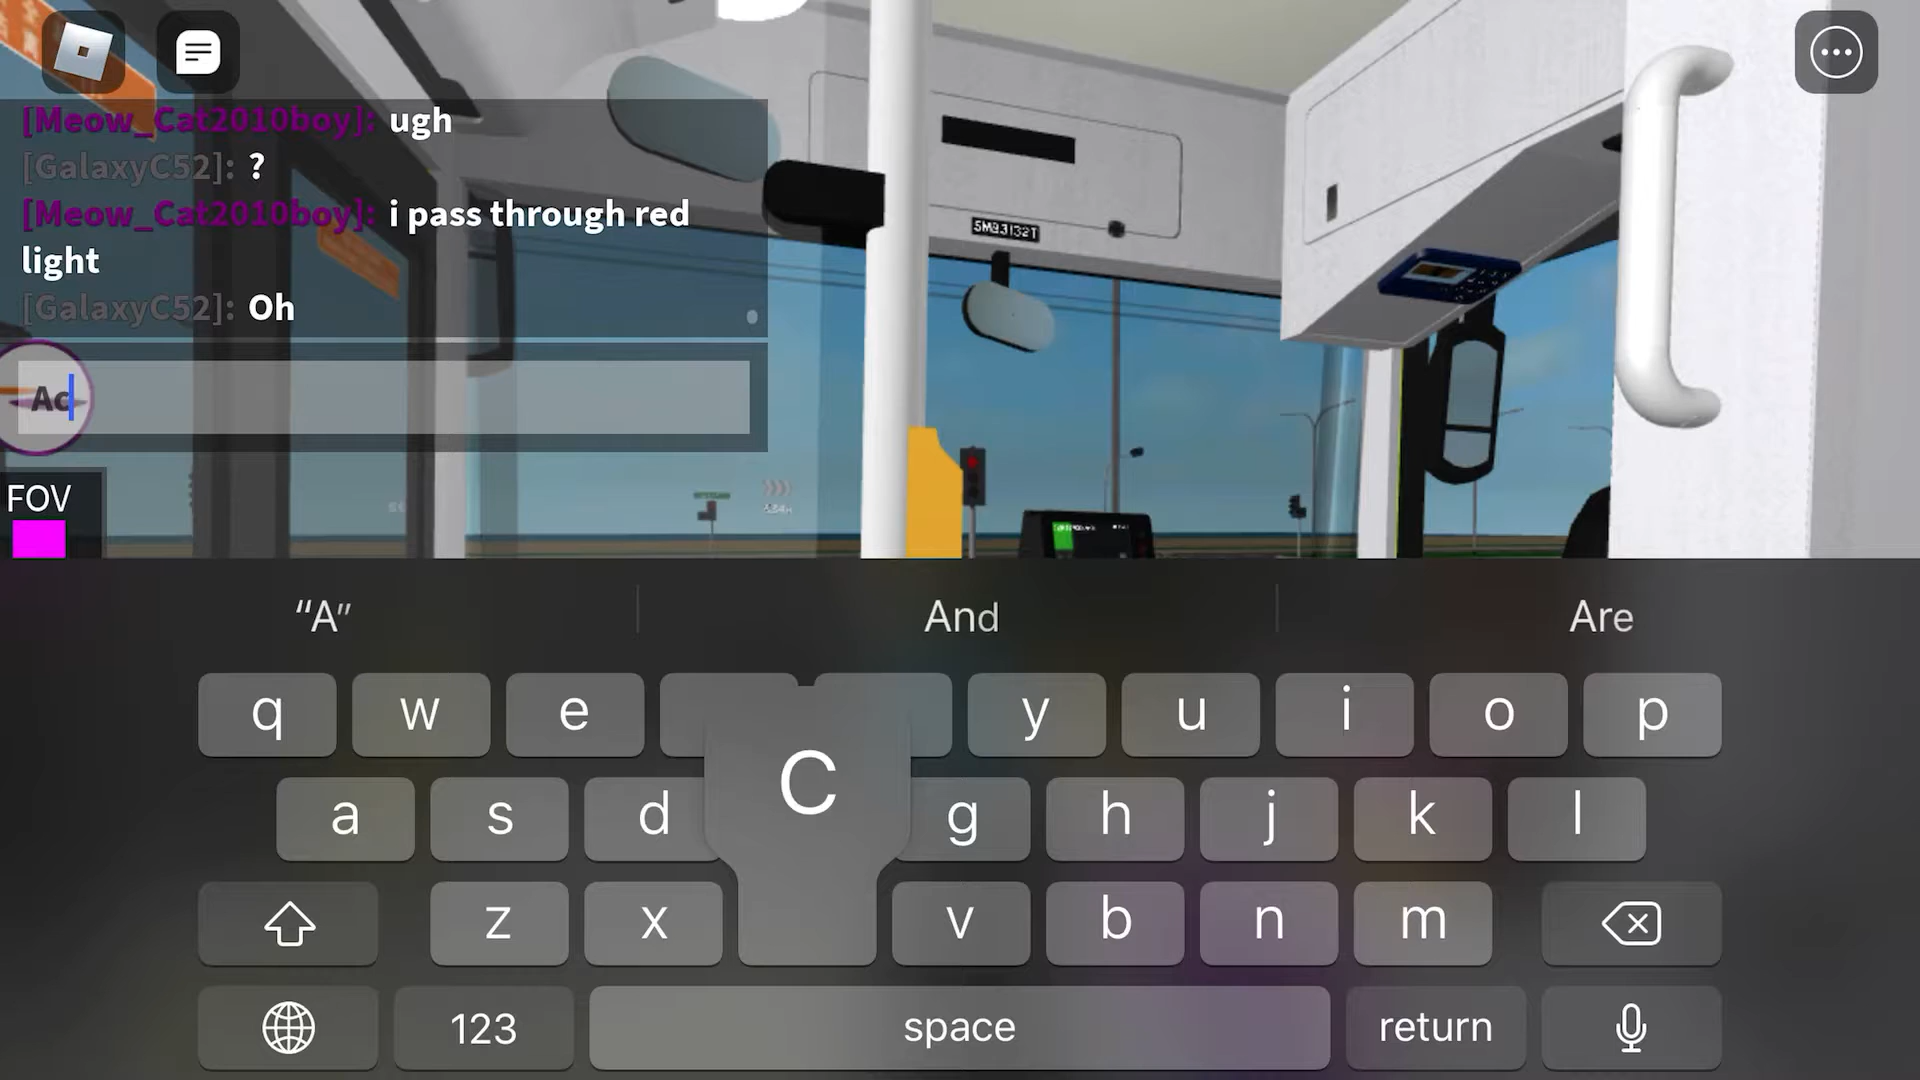 [Meow_Cat2010boy]: ugh
[GalaxyC52]: ?
[Meow_Cat2010boy]: i pass through red
light
[GalaxyC52]: Oh
SMB3132T
Ac
FOV
“A” And Are
q w e y u i o p
C
a s d g h j k l
z x v b n m
123 space return